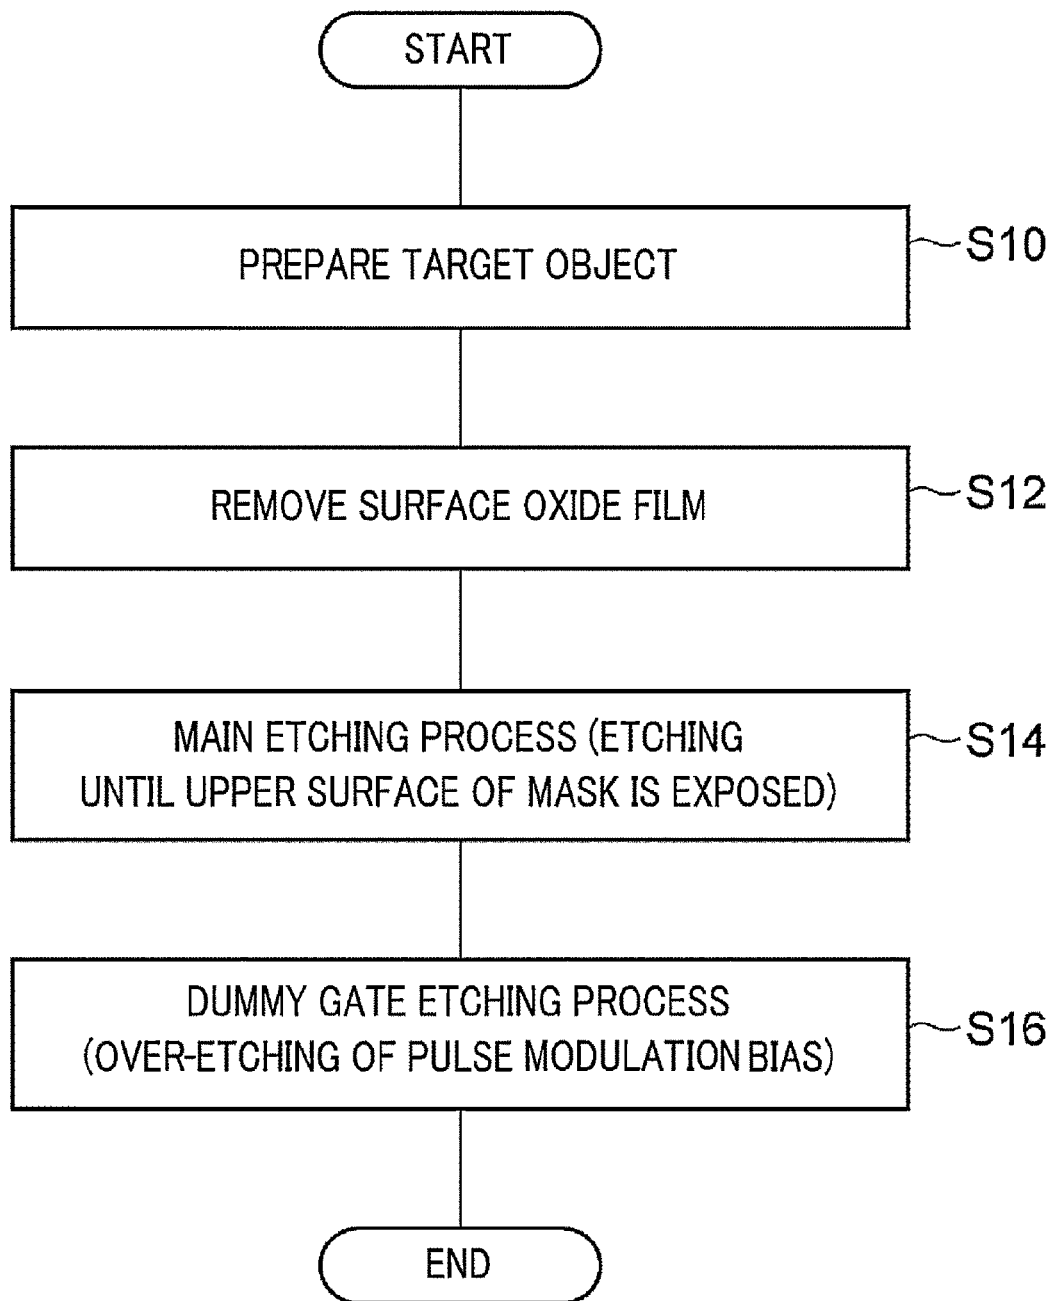 START
PREPARE TARGET OBJECT
S10
REMOVE SURFACE OXIDE FILM
S12
MAIN ETCHING PROCESS (ETCHING
UNTIL UPPER SURFACE OF MASK IS EXPOSED)
S14
DUMMY GATE ETCHING PROCESS
(OVER-ETCHING OF PULSE MODULATION BIAS)
S16
END